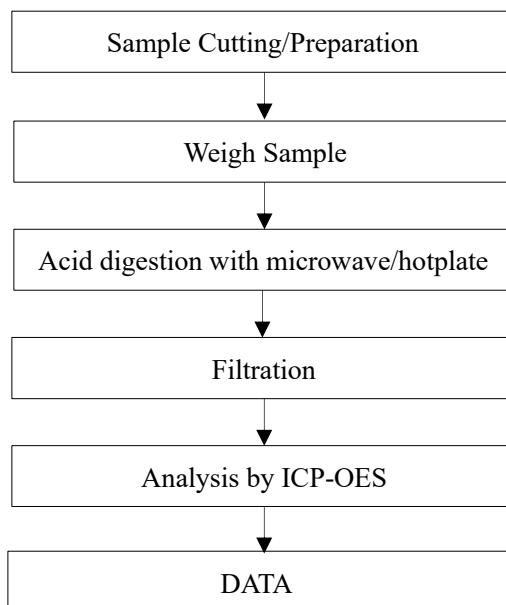 Sample Cutting/Preparation
Weigh Sample
Acid digestion with microwave/hotplate
Filtration
Analysis by ICP-OES
DATA